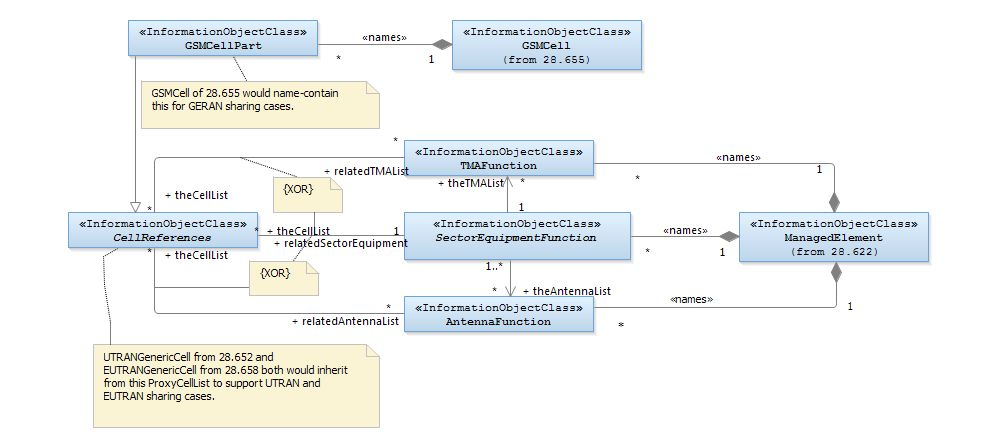 «InformationObjectClass»
GSMCellPart
«names»
*
1
«InformationObjectClass»
GSMCell
(from 28.655)
GSMCell of 28.655 would name-contain
this for GERAN sharing cases.
*
«InformationObjectClass»
TMAFunction
«names»
1
*
+ relatedTMAList
+ theTMAList
*
{XOR}
+ theCellList
*
1
«InformationObjectClass»
CellReferences
*
+ theCellList
1
+ relatedSectorEquipment
«InformationObjectClass»
SectorEquipmentFunction
«names»
*
1
«InformationObjectClass»
ManagedElement
(from 28.622)
*
+ theCellList
{XOR}
1..*
*
+ theAntennaList
*
+ relatedAntennaList
«InformationObjectClass»
AntennaFunction
«names»
*
1
UTRANGenericCell from 28.652 and
EUTRANGenericCell from 28.658 both would inherit
from this ProxyCellList to support UTRAN and
EUTRAN sharing cases.